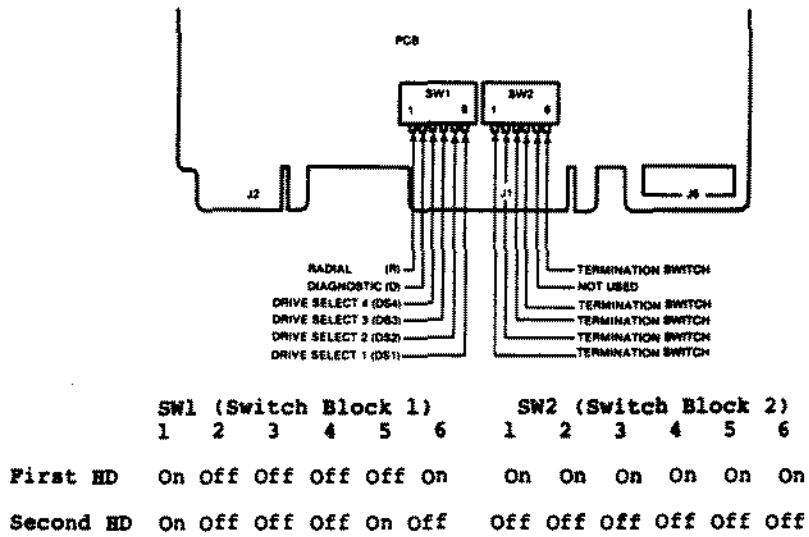 PCB
SW1 SW2
1 6 1 6
J2 J1 J5
RADIAL (R)
DIAGNOSTIC (D)
DRIVE SELECT 4 (DS4)
DRIVE SELECT 3 (DS3)
DRIVE SELECT 2 (DS2)
DRIVE SELECT 1 (DS1)
TERMINATION SWITCH
NOT USED
TERMINATION SWITCH
TERMINATION SWITCH
TERMINATION SWITCH
TERMINATION SWITCH
SW1 (Switch Block 1) SW2 (Switch Block 2)
1 2 3 4 5 6 1 2 3 4 5 6
First HD On Off Off Off Off On On On On On On On
Second HD On Off Off Off On Off Off Off Off Off Off Off